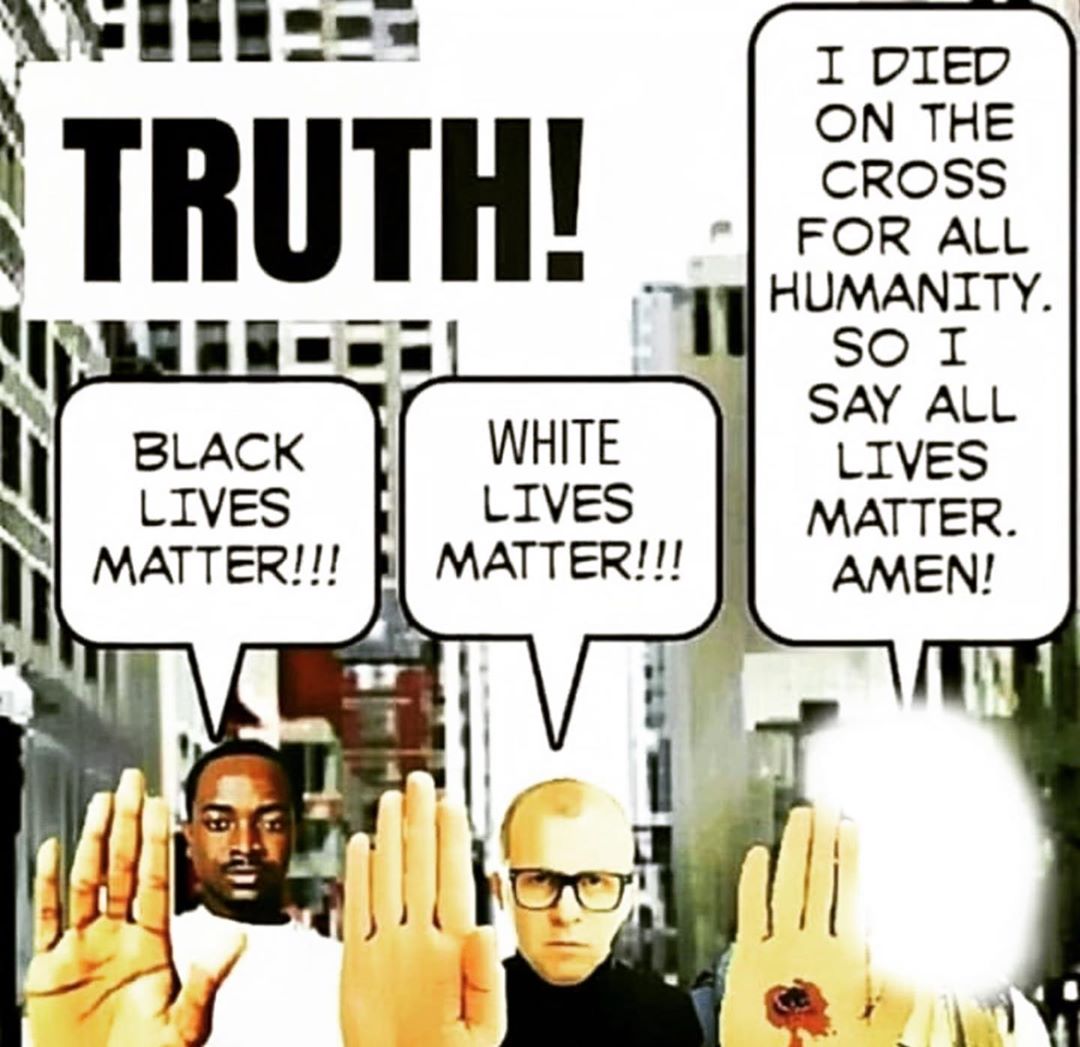 TRUTH!
BLACK
LIVES
MATTER!!!
WHITE
LIVES
MATTER!!!
I DIED
ON THE
CROSS
FOR ALL
HUMANITY.
SO I
SAY ALL
LIVES
MATTER.
AMEN!